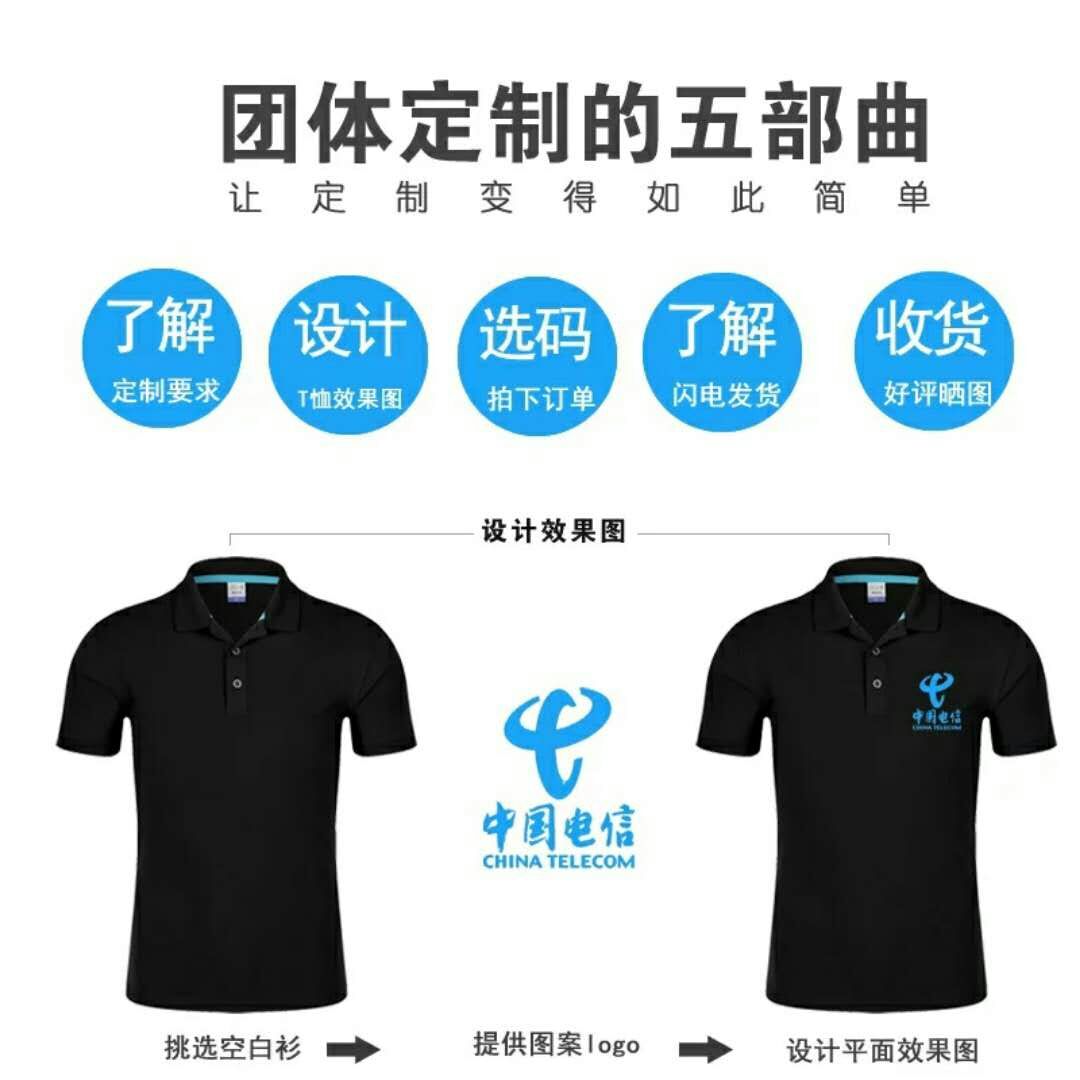 团体定制的五部曲
让定制变得如此简单
了解
定制要求
设计
T恤效果图
选码
拍下订单
了解
闪电发货
收货
好评晒图
设计效果图
中国电信
CHINA TELECOM
中国电信
CHINA TELECOM
挑选空白衫
提供图案logo
设计平面效果图